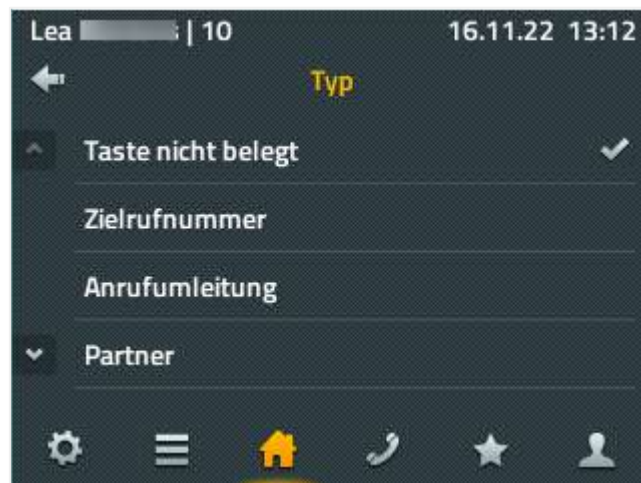 Lea | 10 16.11.22 13:12
Typ
Taste nicht belegt
Zielrufnummer
Anrufumleitung
Partner